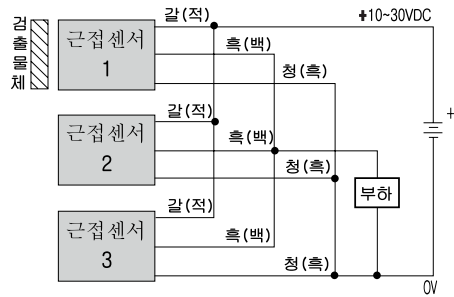 검출물체
근접센서
1
갈(적)
흑(백)
청(흑)
+10~30VDC
+
근접센서
2
갈(적)
흑(백)
청(흑)
부하
근접센서
3
갈(적)
흑(백)
청(흑)
0V